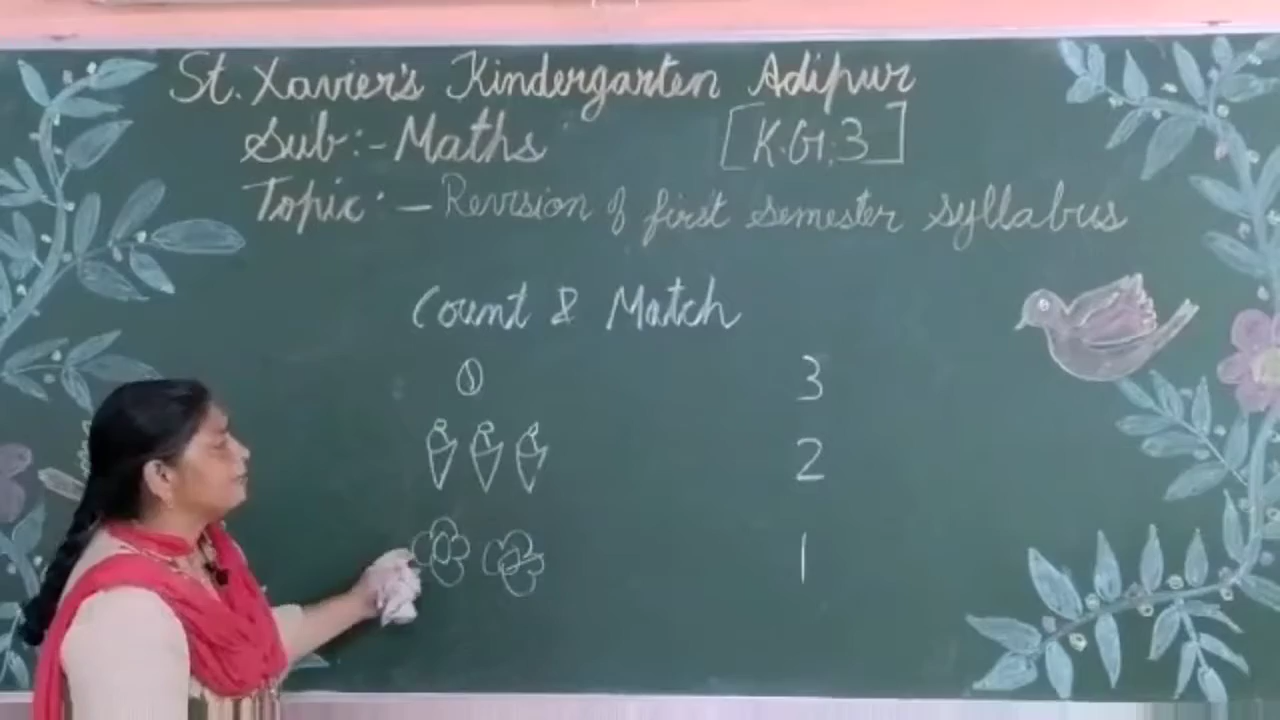 St. Xavier's Kindergarten Adipur
Sub:- Maths [K.G.3]
Topic:- Revision of first semester syllabus
Count & Match
3
2
1